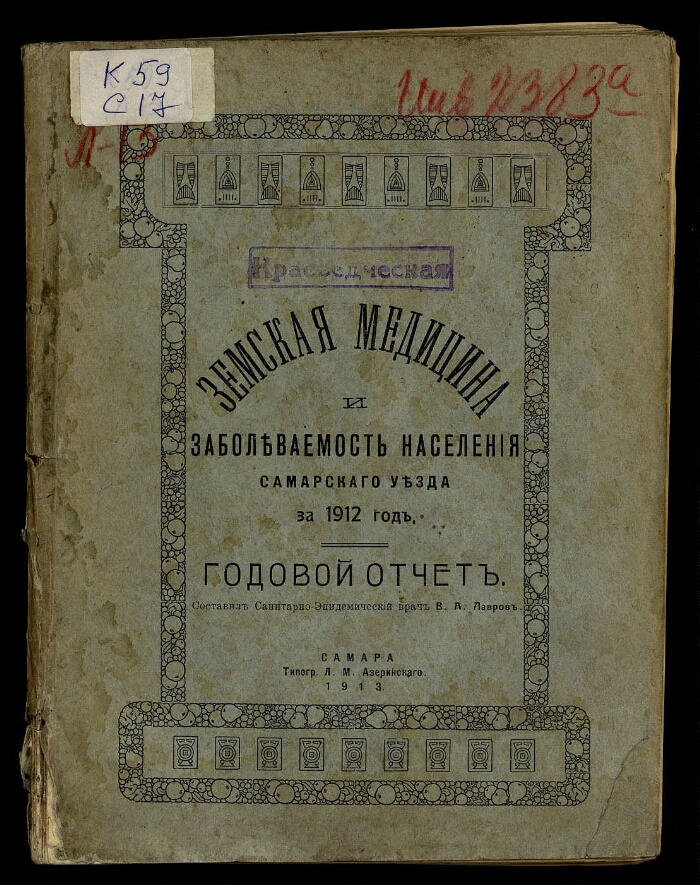 К 59
С 17
Инв 2383а
Л-13
Краеведческая
ЗЕМСКАЯ МЕДИЦИНА
И
ЗАБОЛѢВАЕМОСТЬ НАСЕЛЕНІЯ
САМАРСКАГО УѢЗДА
за 1912 годъ.
ГОДОВОЙ ОТЧЕТЪ.
Составилъ Санитарно-Эпидемическій врачъ В. А. Лавровъ.
САМАРА
Типогр. Л. М. Азеринскаго.
1913.